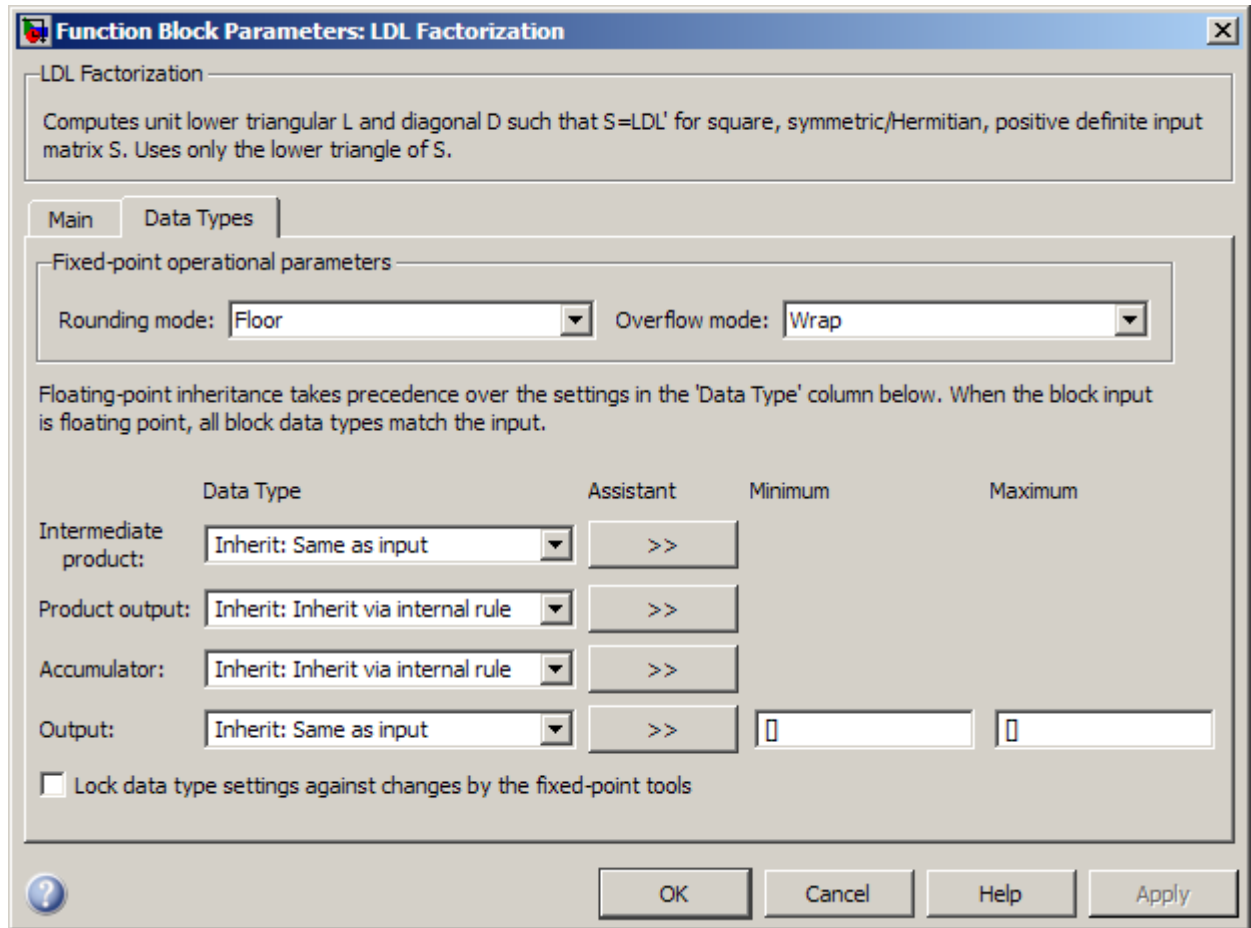 Function Block Parameters: LDL Factorization
LDL Factorization
Computes unit lower triangular L and diagonal D such that S=LDL' for square, symmetric/Hermitian, positive definite input
matrix S. Uses only the lower triangle of S.
Main Data Types
Fixed-point operational parameters
Rounding mode: Floor Overflow mode: Wrap
Floating-point inheritance takes precedence over the settings in the 'Data Type' column below. When the block input
is floating point, all block data types match the input.
Data Type Assistant Minimum Maximum
Intermediate
product: Inherit: Same as input >>
Product output: Inherit: Inherit via internal rule >>
Accumulator: Inherit: Inherit via internal rule >>
Output: Inherit: Same as input >> [] []
Lock data type settings against changes by the fixed-point tools
? OK Cancel Help Apply